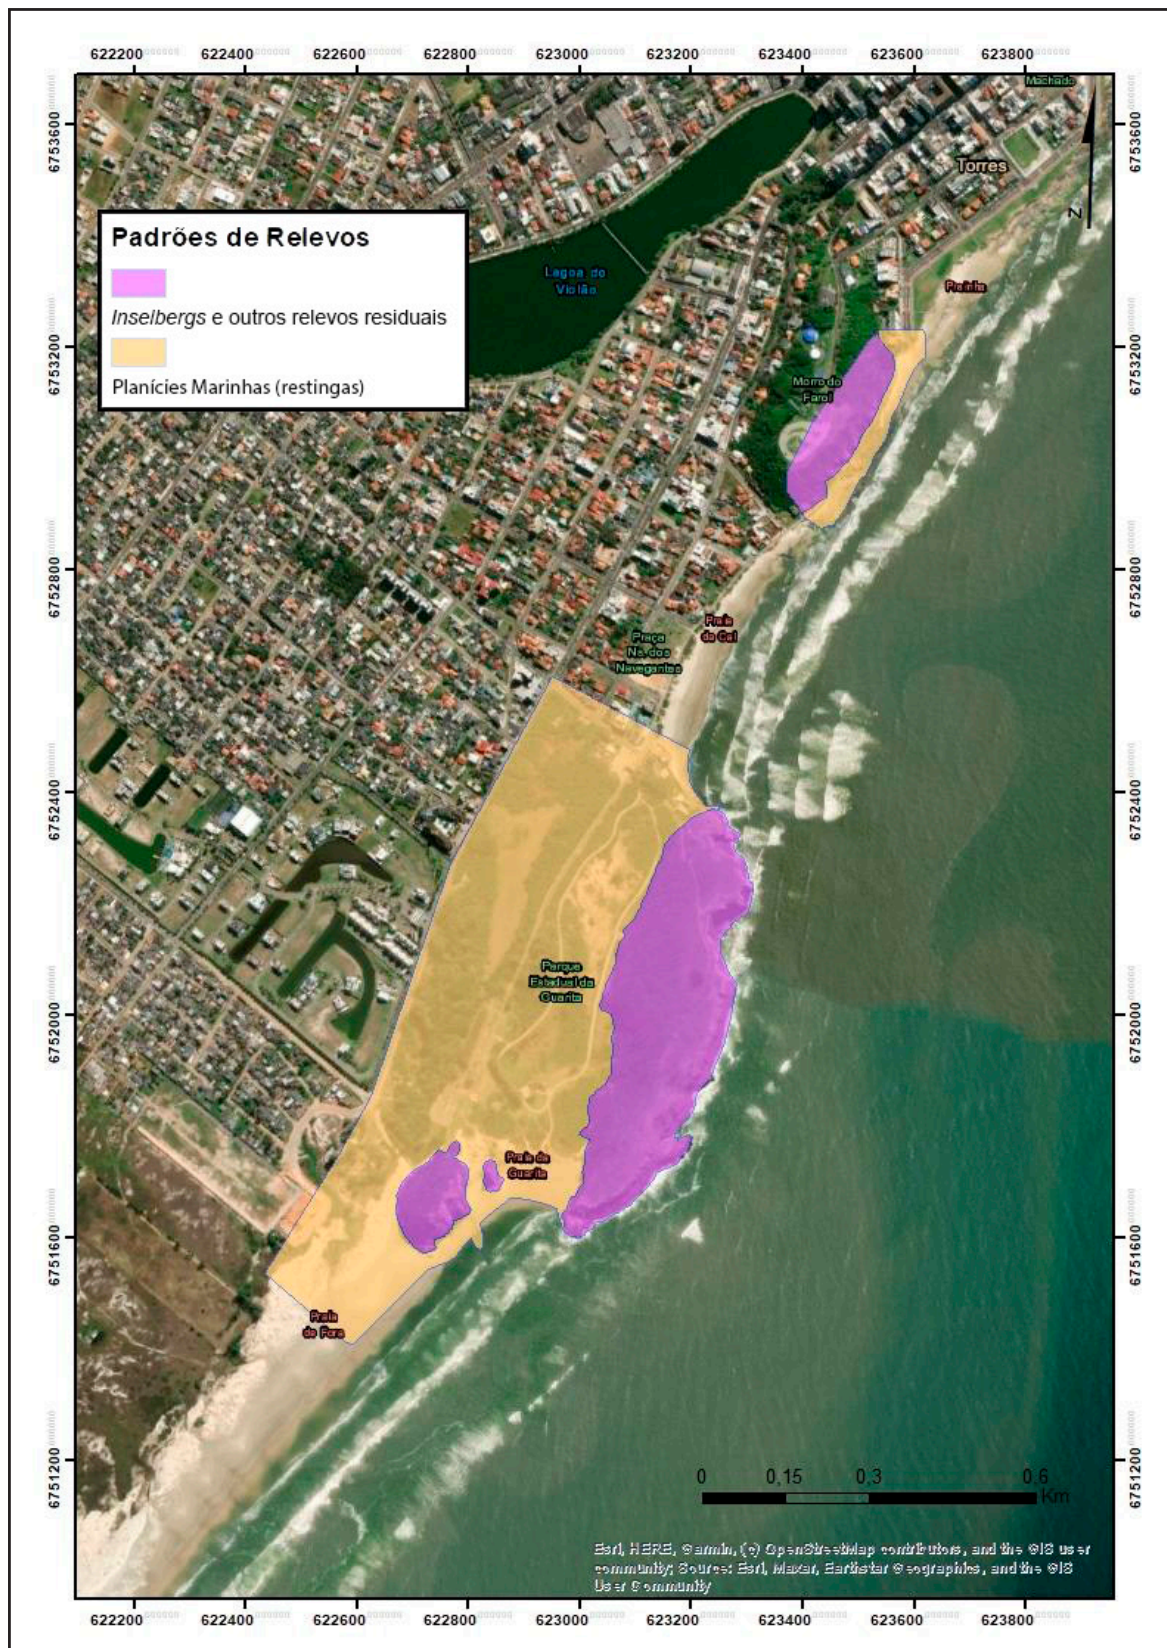 622200 622400 622600 622800 623000 623200 623400 623600 623800
Machado
6753600
6753600
Torres
Z
Padrões de Relevos
Inselbergs e outros relevos residuais
Planícies Marinhas (restingas)
Lagoa do
Violão
Prainha
6753200
6753200
Morro do
Farol
6752800
6752800
Praia
da Cal
Praça
Na. dos
Navegantes
6752400
6752400
Parque
Estadual da
Guarita
6752000
6752000
Praia da
Guarita
6751600
6751600
Praia
de Fora
6751200
6751200
0 0,15 0,3 0,6
Km
Esri, HERE, Garmin, (c) OpenStreetMap contributors, and the GIS user
community; Source: Esri, Maxar, Earthstar Geographics, and the GIS
User Community
622200 622400 622600 622800 623000 623200 623400 623600 623800